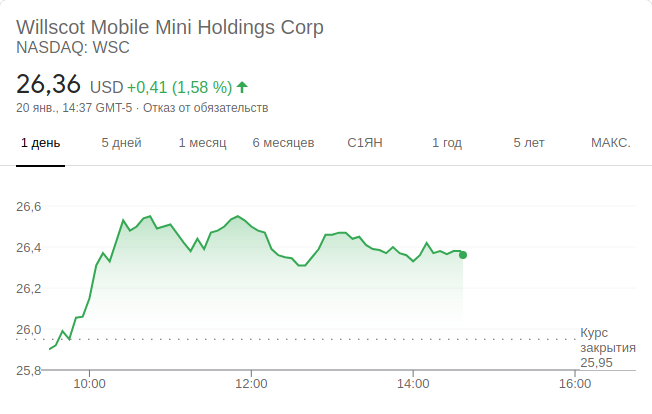 Willscot Mobile Mini Holdings Corp
NASDAQ: WSC
26,36 USD +0,41 (1,58 %)
20 янв., 14:37 GMT-5 · Отказ от обязательств
1 день 5 дней 1 месяц 6 месяцев С1ЯН 1 год 5 лет МАКС.
26,6
26,4
26,2
26,0
25,8
Курс
закрытия
25,95
10:00 12:00 14:00 16:00